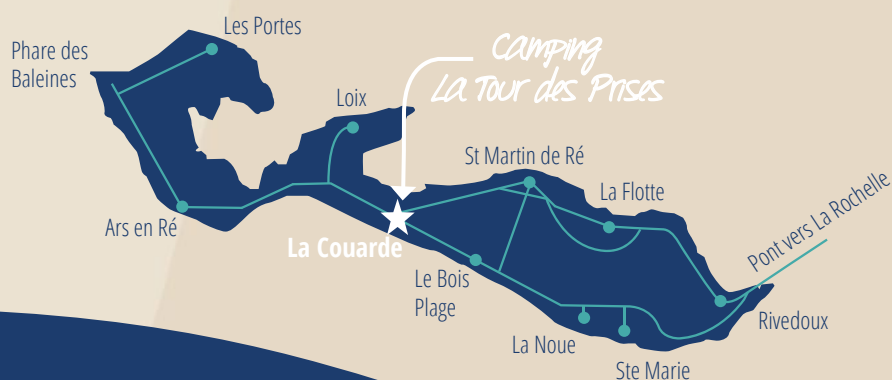 Les Portes
Phare des
Baleines
Camping
La Tour des Prises
Loix
St Martin de Ré
La Flotte
Pont vers La Rochelle
Ars en Ré
La Couarde
Le Bois
Plage
Rivedoux
La Noue
Ste Marie